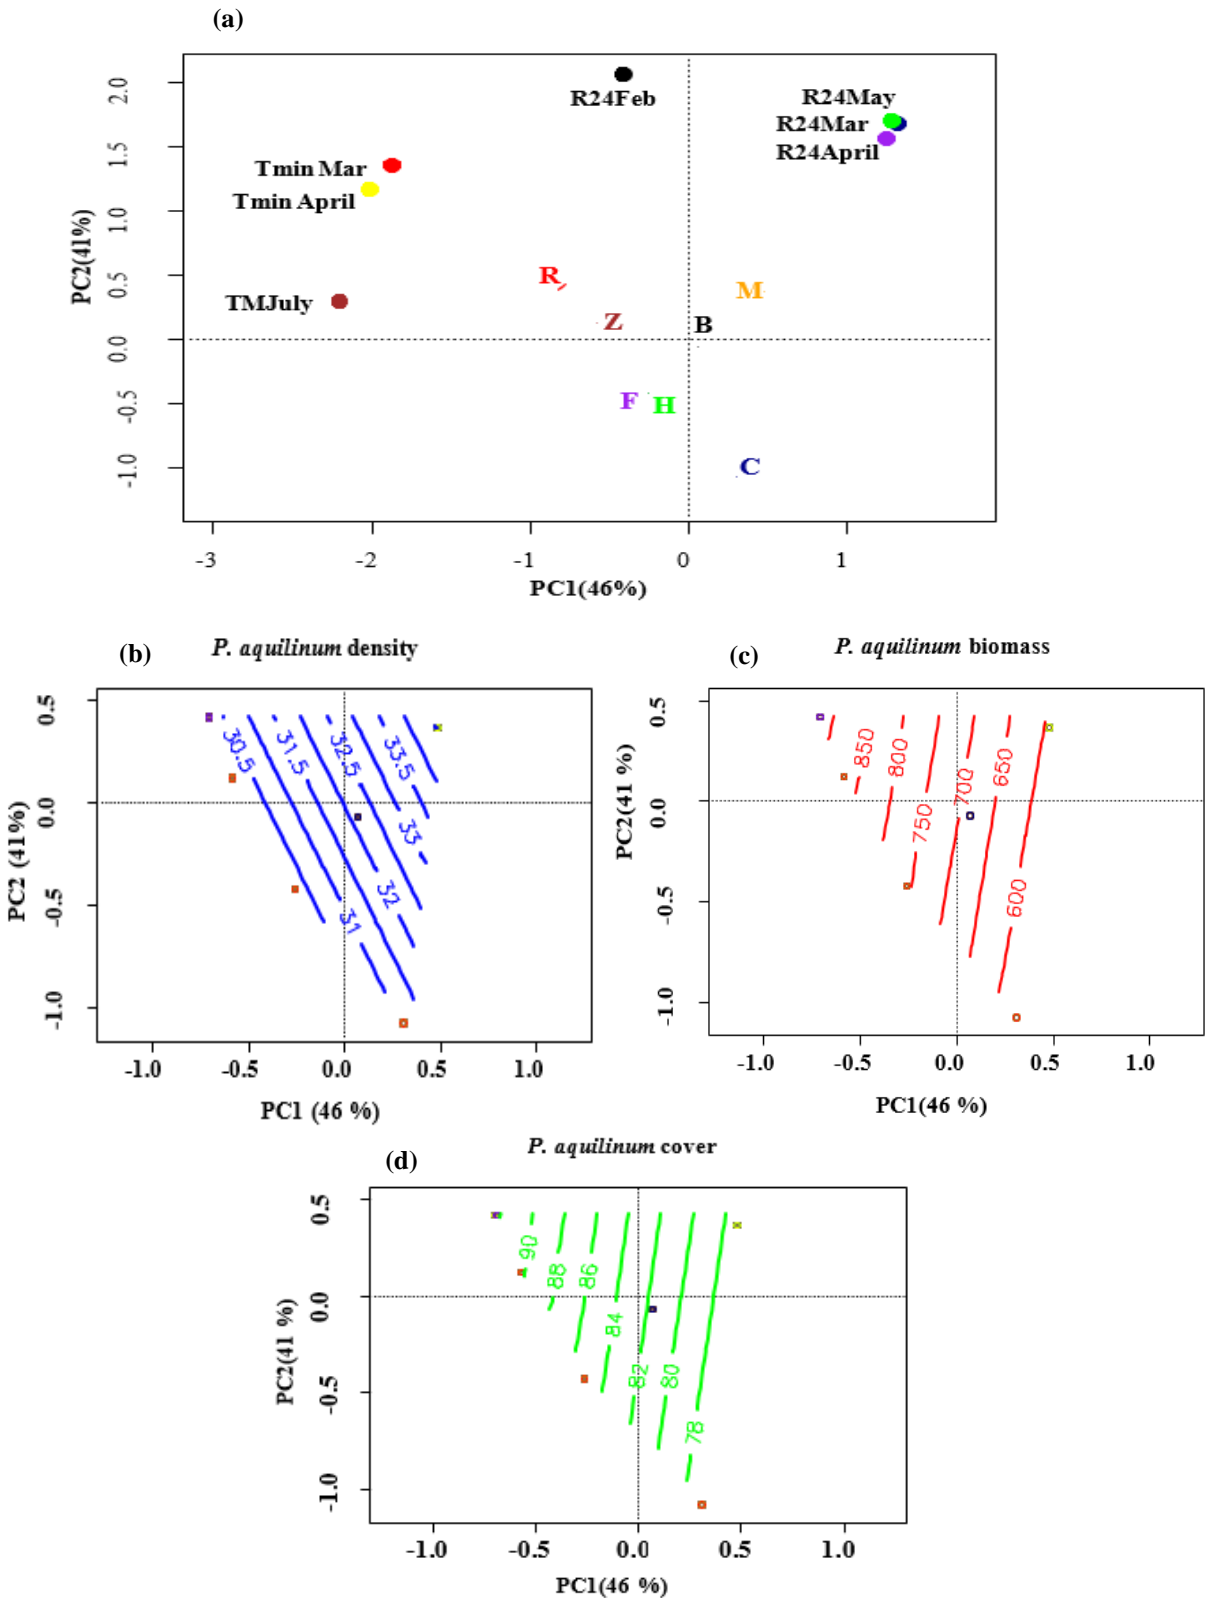 (a)
R24Feb
R24May
R24Mar
R24April
Tmin Mar
Tmin April
TMJuly
R
Z
M
B
F
H
C
PC2(41%)
2.0
1.5
1.0
0.5
0.0
-0.5
-1.0
-3
-2
-1
0
1
PC1(46%)
(b)
P. aquilinum density
PC2 (41%)
0.5
0.0
-0.5
-1.0
30.5
31.5
32.5
33.5
33
32
31
-1.0
-0.5
0.0
0.5
1.0
PC1 (46 %)
(c)
P. aquilinum biomass
PC2(41 %)
0.5
0.0
-0.5
-1.0
850
800
750
700
650
600
-1.0
-0.5
0.0
0.5
1.0
PC1(46 %)
(d)
P. aquilinum cover
PC2(41 %)
0.5
0.0
-0.5
-1.0
90
88
86
84
82
80
78
-1.0
-0.5
0.0
0.5
1.0
PC1(46 %)